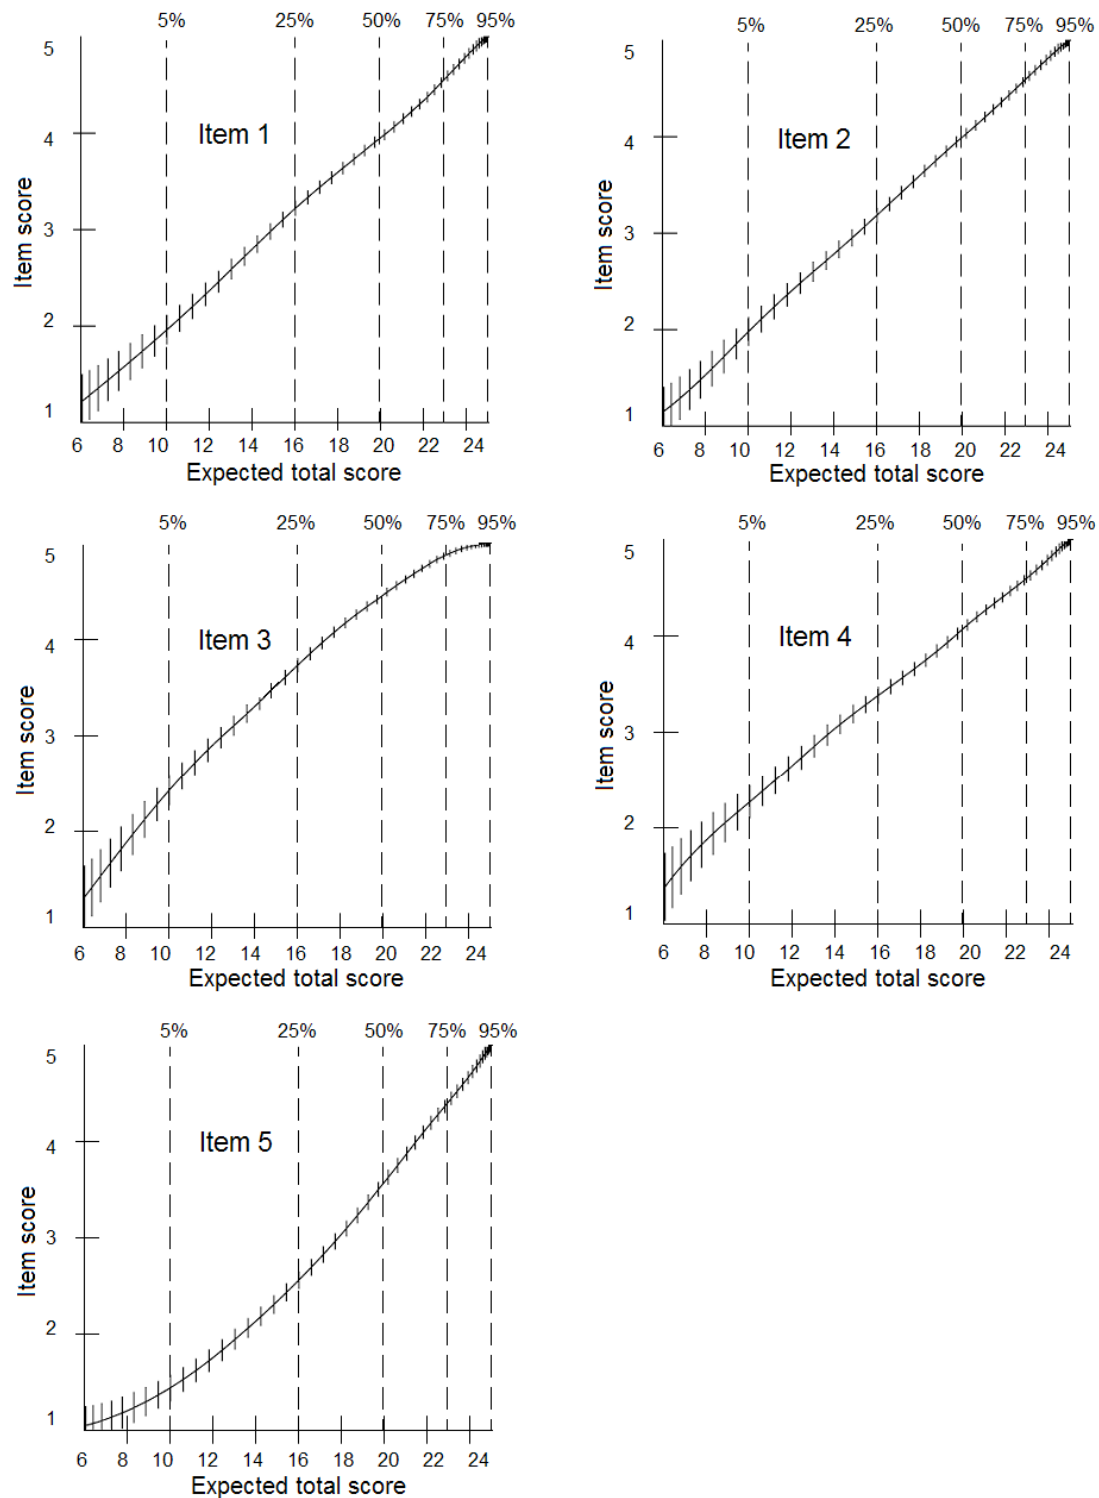 5% 25% 50% 75% 95%
5
4
3
2
1
Item 1
Item score
6 8 10 12 14 16 18 20 22 24
Expected total score
5% 25% 50% 75% 95%
5
4
3
2
1
Item 2
Item score
6 8 10 12 14 16 18 20 22 24
Expected total score
5% 25% 50% 75% 95%
5
4
3
2
1
Item 3
Item score
6 8 10 12 14 16 18 20 22 24
Expected total score
5% 25% 50% 75% 95%
5
4
3
2
1
Item 4
Item score
6 8 10 12 14 16 18 20 22 24
Expected total score
5% 25% 50% 75% 95%
5
4
3
2
1
Item 5
Item score
6 8 10 12 14 16 18 20 22 24
Expected total score